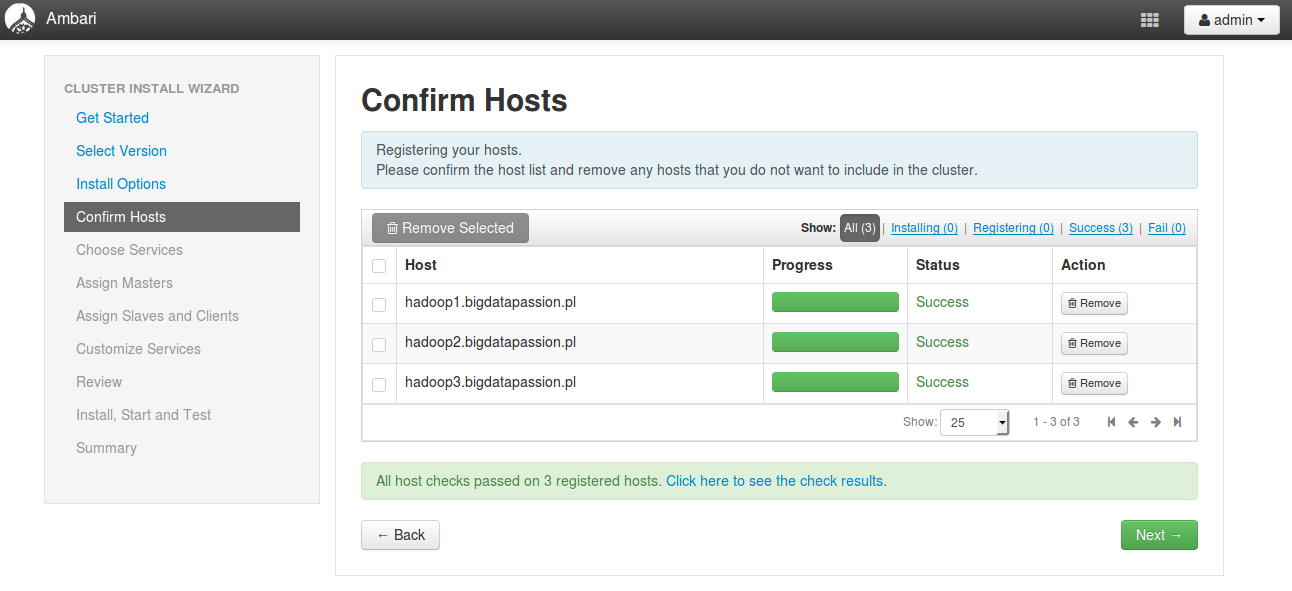 Ambari
admin
CLUSTER INSTALL WIZARD
Get Started
Select Version
Install Options
Confirm Hosts
Choose Services
Assign Masters
Assign Slaves and Clients
Customize Services
Review
Install, Start and Test
Summary
Confirm Hosts
Registering your hosts.
Please confirm the host list and remove any hosts that you do not want to include in the cluster.
Remove Selected Show: All (3) | Installing (0) | Registering (0) | Success (3) | Fail (0)
Host Progress Status Action
hadoop1.bigdatapassion.pl Success Remove
hadoop2.bigdatapassion.pl Success Remove
hadoop3.bigdatapassion.pl Success Remove
Show: 25 1 - 3 of 3
All host checks passed on 3 registered hosts. Click here to see the check results.
← Back Next →